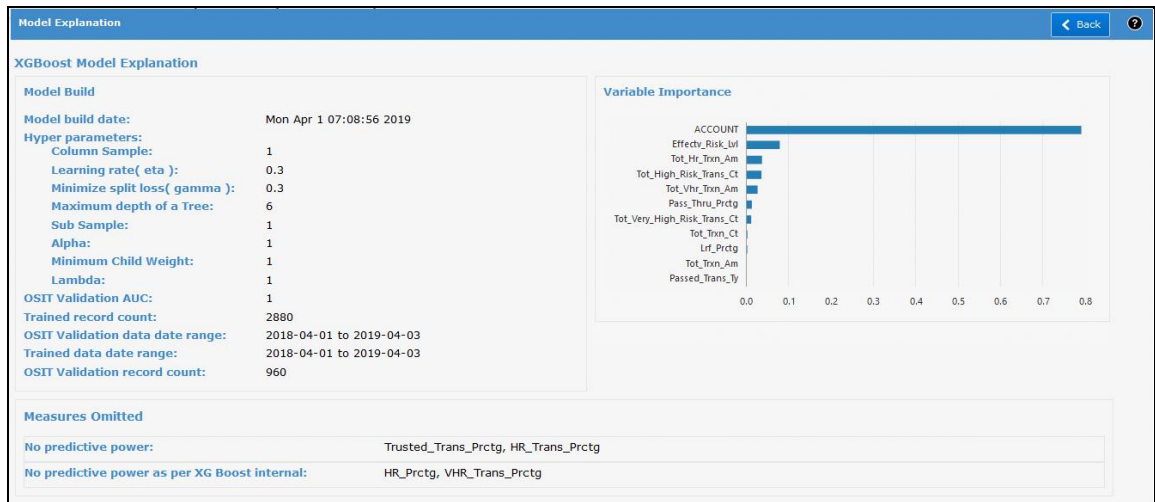 Model Explanation
Back
?
XGBoost Model Explanation
Model Build
Model build date: Mon Apr 1 07:08:56 2019
Hyper parameters:
Column Sample: 1
Learning rate( eta ): 0.3
Minimize split loss( gamma ): 0.3
Maximum depth of a Tree: 6
Sub Sample: 1
Alpha: 1
Minimum Child Weight: 1
Lambda: 1
OSIT Validation AUC: 1
Trained record count: 2880
OSIT Validation data date range: 2018-04-01 to 2019-04-03
Trained data date range: 2018-04-01 to 2019-04-03
OSIT Validation record count: 960
Variable Importance
ACCOUNT
Effectv_Risk_Lvl
Tot_Hr_Trxn_Am
Tot_High_Risk_Trans_Ct
Tot_Vhr_Trxn_Am
Pass_Thru_Prctg
Tot_Very_High_Risk_Trans_Ct
Tot_Trxn_Ct
Lrf_Prctg
Tot_Trxn_Am
Passed_Trans_Ty
0.0 0.1 0.2 0.3 0.4 0.5 0.6 0.7 0.8
Measures Omitted
No predictive power: Trusted_Trans_Prctg, HR_Trans_Prctg
No predictive power as per XG Boost internal: HR_Prctg, VHR_Trans_Prctg